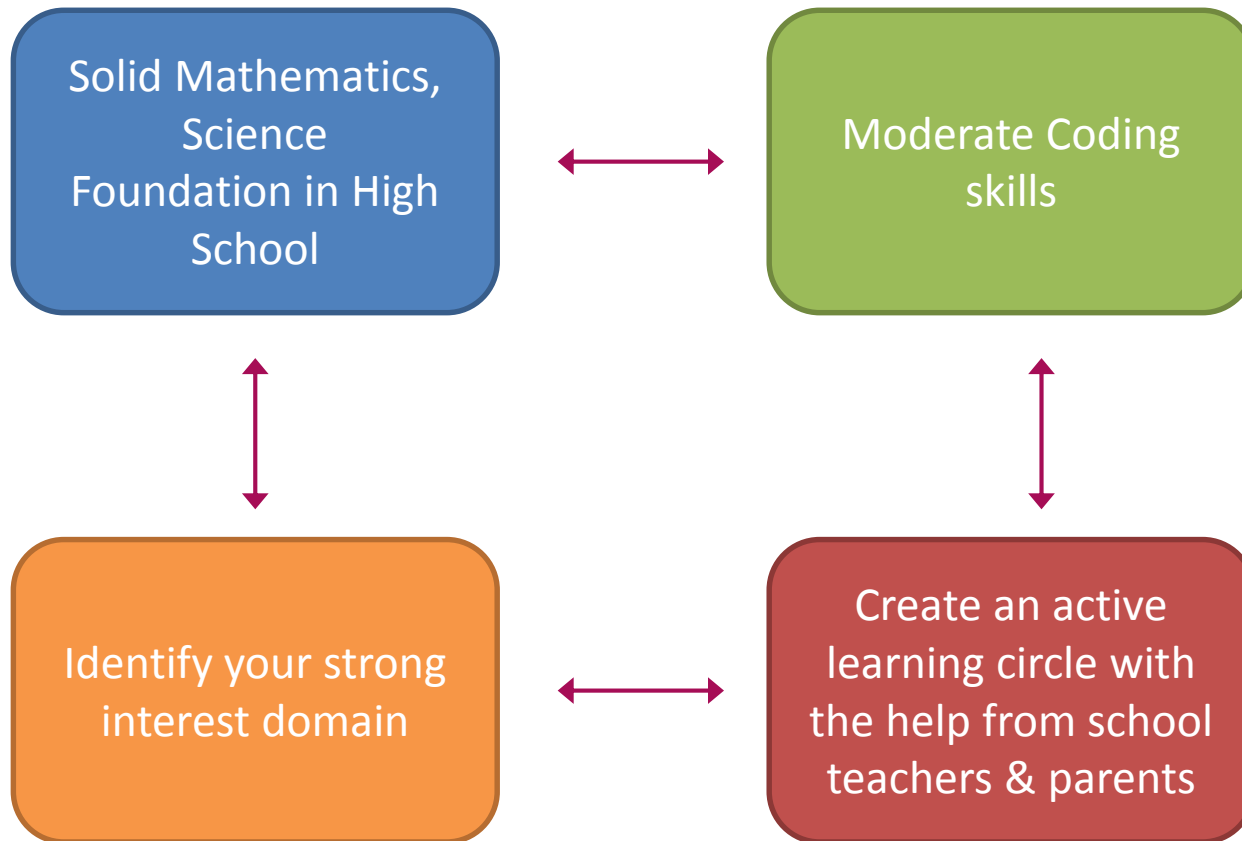 Solid Mathematics,
Science
Foundation in High
School
Moderate Coding
skills
Identify your strong
interest domain
Create an active
learning circle with
the help from school
teachers & parents